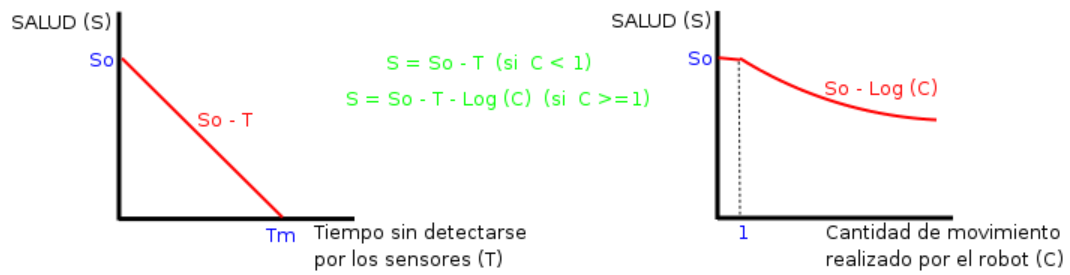 SALUD (S)
So
So - T
Tm
Tiempo sin detectarse
por los sensores (T)
S = So - T (si C < 1)
S = So - T - Log (C) (si C >=1)
SALUD (S)
So
So - Log (C)
1
Cantidad de movimiento
realizado por el robot (C)